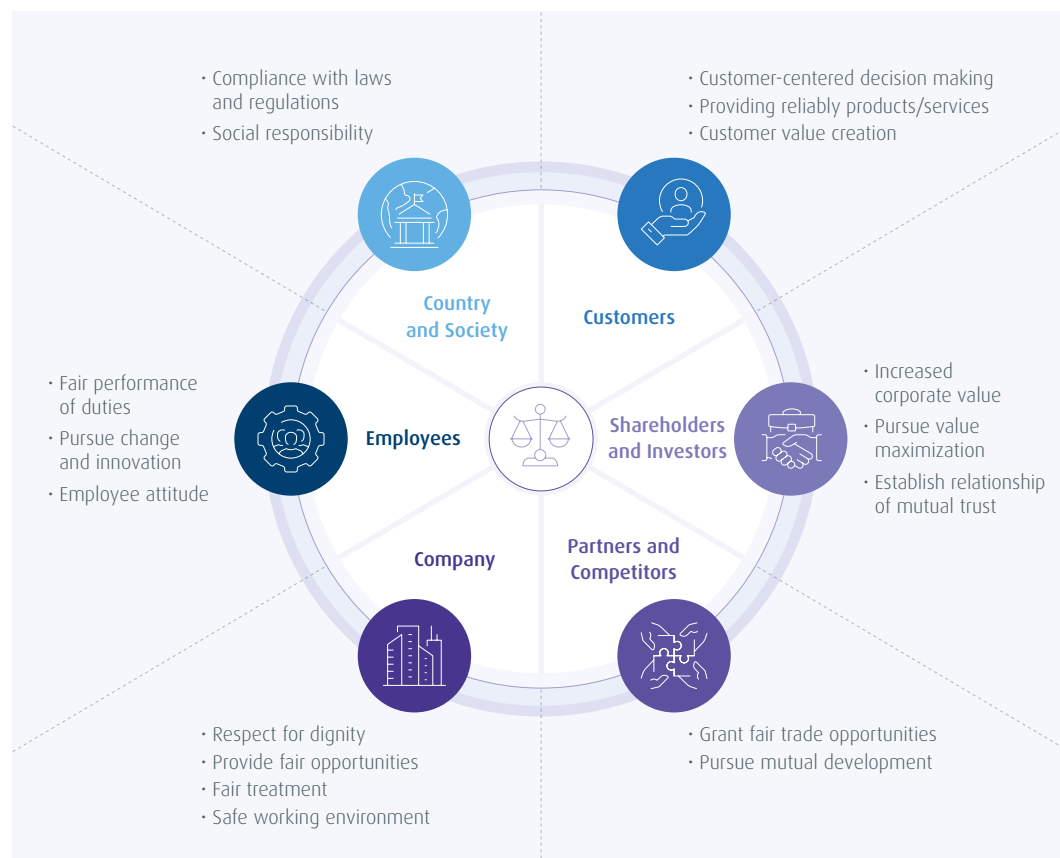 · Compliance with laws
and regulations
· Social responsibility
· Customer-centered decision making
· Providing reliably products/services
· Customer value creation
Country
and Society
Customers
· Fair performance
of duties
· Pursue change
and innovation
· Employee attitude
Employees
Shareholders
and Investors
· Increased
corporate value
· Pursue value
maximization
· Establish relationship
of mutual trust
Company
Partners and
Competitors
· Respect for dignity
· Provide fair opportunities
· Fair treatment
· Safe working environment
· Grant fair trade opportunities
· Pursue mutual development